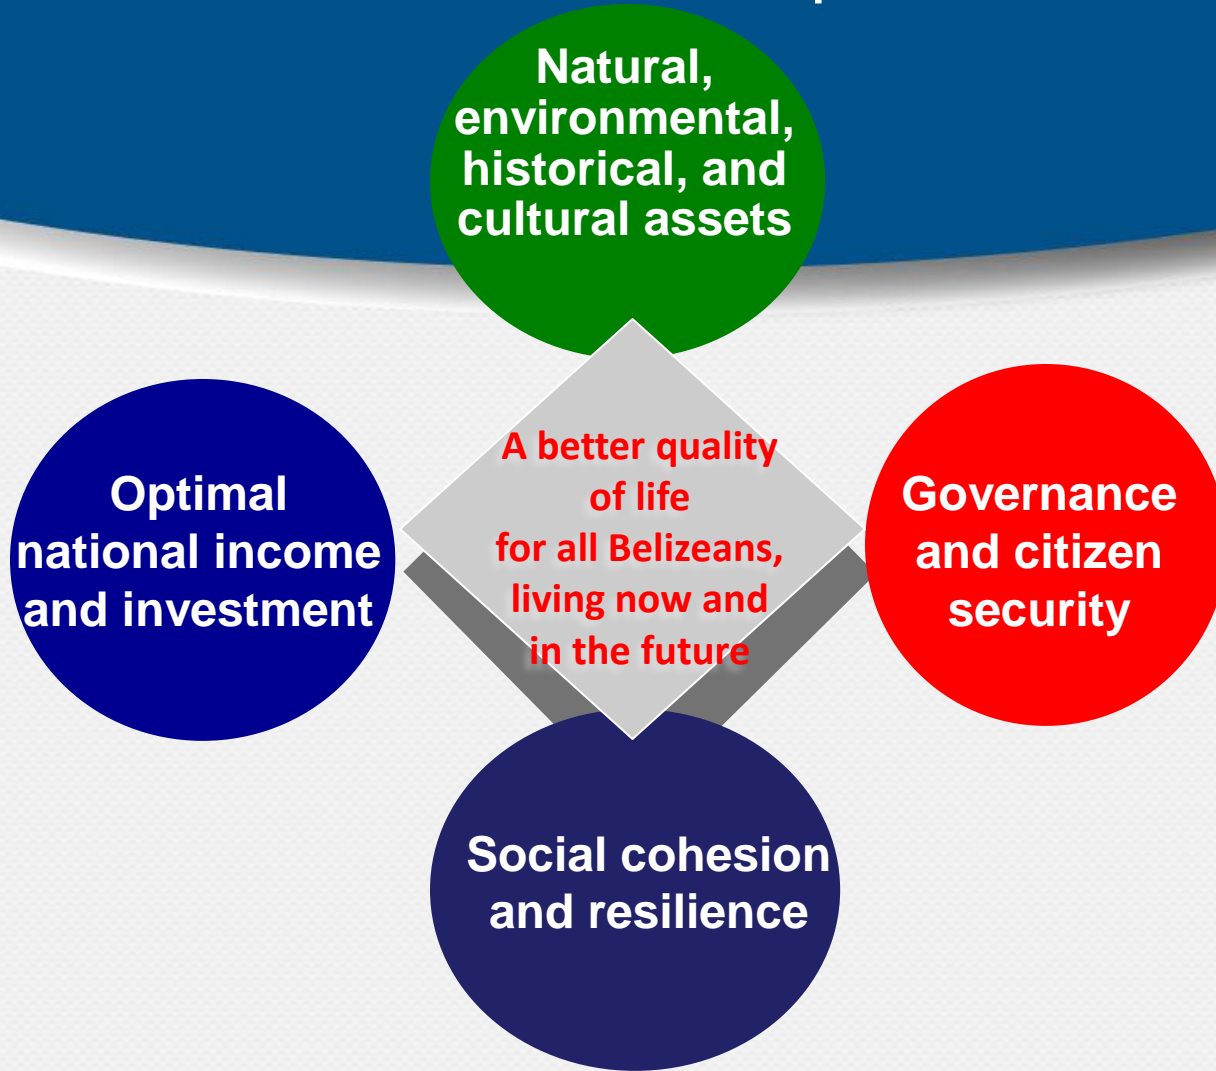 Natural,
environmental,
historical, and
cultural assets
A better quality
of life
for all Belizeans,
living now and
in the future
Optimal
national income
and investment
Governance
and citizen
security
Social cohesion
and resilience